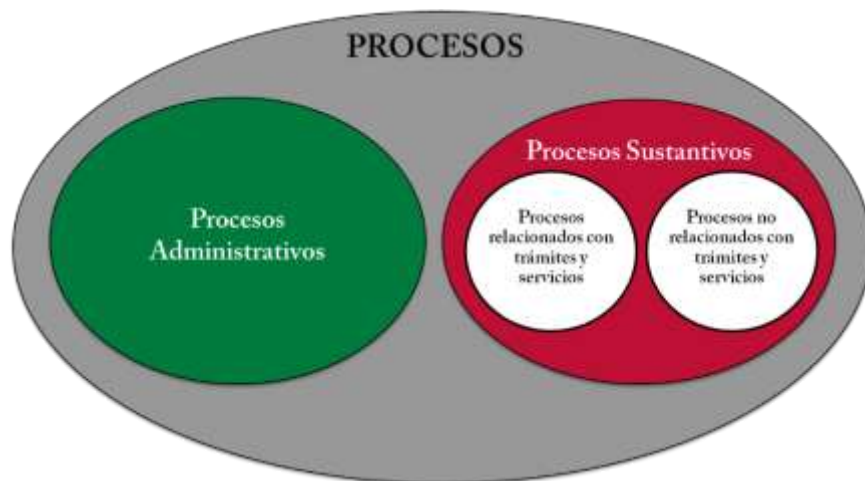 PROCESOS
Procesos
Administrativos
Procesos Sustantivos
Procesos
relacionados con
trámites y
servicios
Procesos no
relacionados con
trámites y
servicios